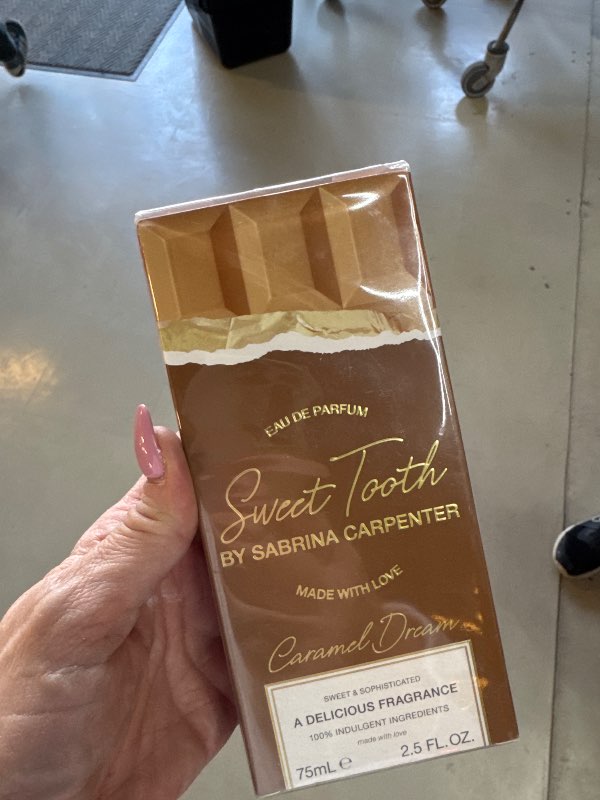 EAU DE PARFUM
Sweet Tooth
BY SABRINA CARPENTER
MADE WITH LOVE
Caramel Dream
SWEET & SOPHISTICATED
A DELICIOUS FRAGRANCE
100% INDULGENT INGREDIENTS
made with love
75mL ℮ 2.5 FL.OZ.